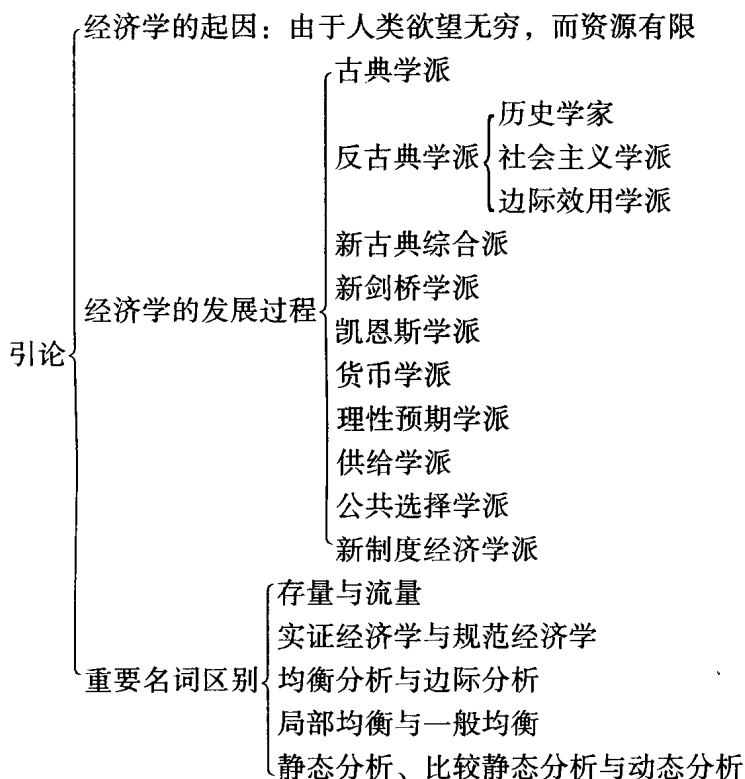 经济学的起因：由于人类欲望无穷，而资源有限
古典学派
历史学家
反古典学派
社会主义学派
边际效用学派
新古典综合派
新剑桥学派
经济学的发展过程
凯恩斯学派
引论
货币学派
理性预期学派
供给学派
公共选择学派
新制度经济学派
存量与流量
实证经济学与规范经济学
重要名词区别
均衡分析与边际分析
局部均衡与一般均衡
静态分析、比较静态分析与动态分析